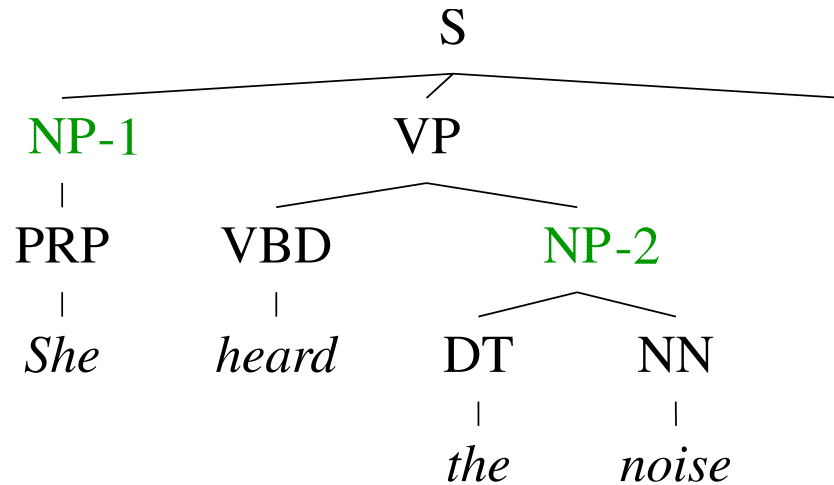 S
NP-1 VP
PRP VBD NP-2
She heard DT NN
the noise